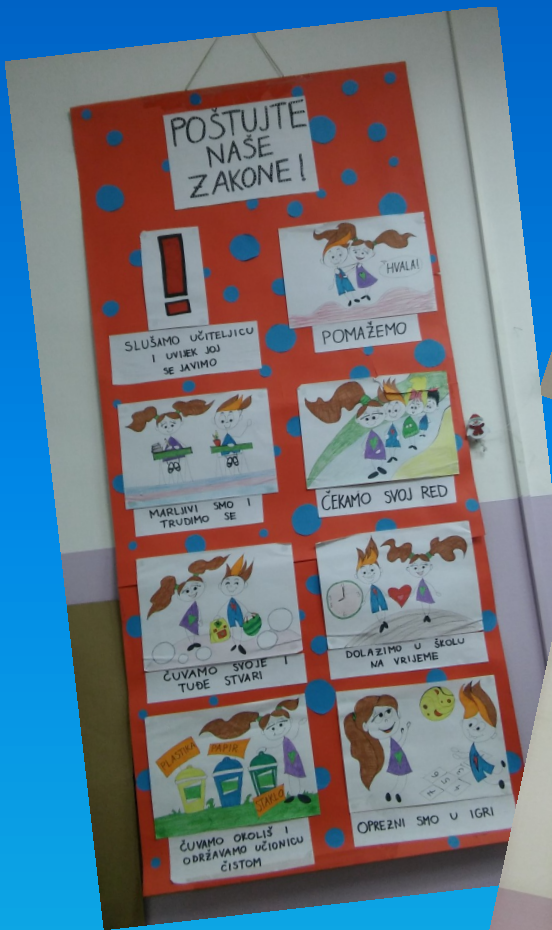 POŠTUJTE
NAŠE
ZAKONE!
SLUŠAMO UČITELJICU
I UVIJEK JOJ
SE JAVIMO
HVALA!
POMAŽEMO
MARLJIVI SMO I
TRUDIMO SE
ČEKAMO SVOJ RED
ČUVAMO SVOJE I
TUĐE STVARI
DOLAZIMO U ŠKOLU
NA VRIJEME
PLASTIKA
PAPIR
STAKLO
ČUVAMO OKOLIŠ I
ODRŽAVAMO UČIONICU
ČISTOM
OPREZNI SMO U IGRI